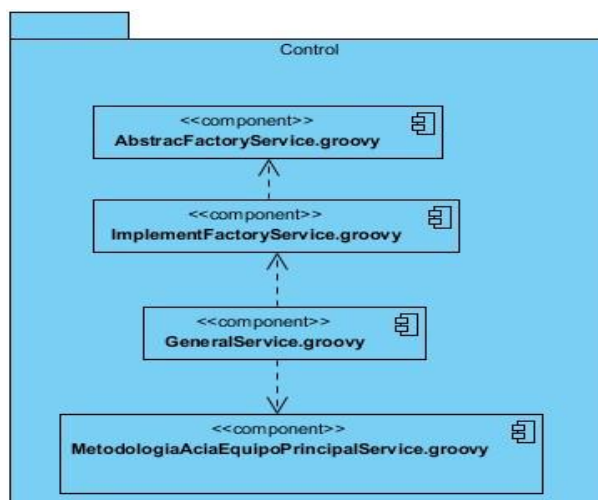 Control
<<component>>
AbstracFactoryService.groovy
<<component>>
ImplementFactoryService.groovy
<<component>>
GeneralService.groovy
<<component>>
MetodologiaAciaEquipoPrincipalService.groovy